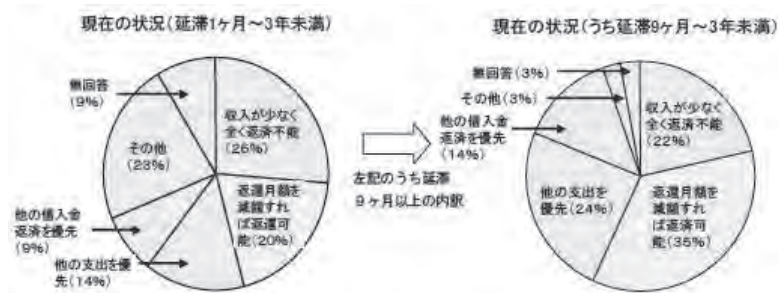 現在の状況(延滞1ヶ月～3年未満)
無回答
(9%)
収入が少なく
全く返済不能
(26%)
その他
(23%)
返還月額を
減額すれ
ば返還可
能(20%)
他の借入金
返済を優先
(9%)
他の支出を優
先(14%)
左記のうち延滞
9ヶ月以上の内訳
現在の状況(うち延滞9ヶ月～3年未満)
無回答(3%)
その他(3%)
他の借入金
返済を優先
(14%)
収入が少なく
全く返済不能
(22%)
他の支出を
優先(24%)
返還月額を
減額すれ
ば返済可
能(35%)